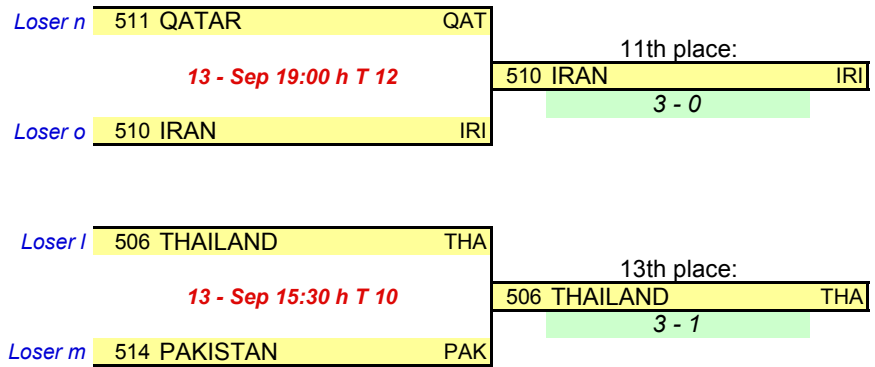 Loser n 511 QATAR QAT
11th place:
13 - Sep 19:00 h T 12 510 IRAN IRI
3 - 0
Loser o 510 IRAN IRI
Loser l 506 THAILAND THA
13th place:
13 - Sep 15:30 h T 10 506 THAILAND THA
3 - 1
Loser m 514 PAKISTAN PAK